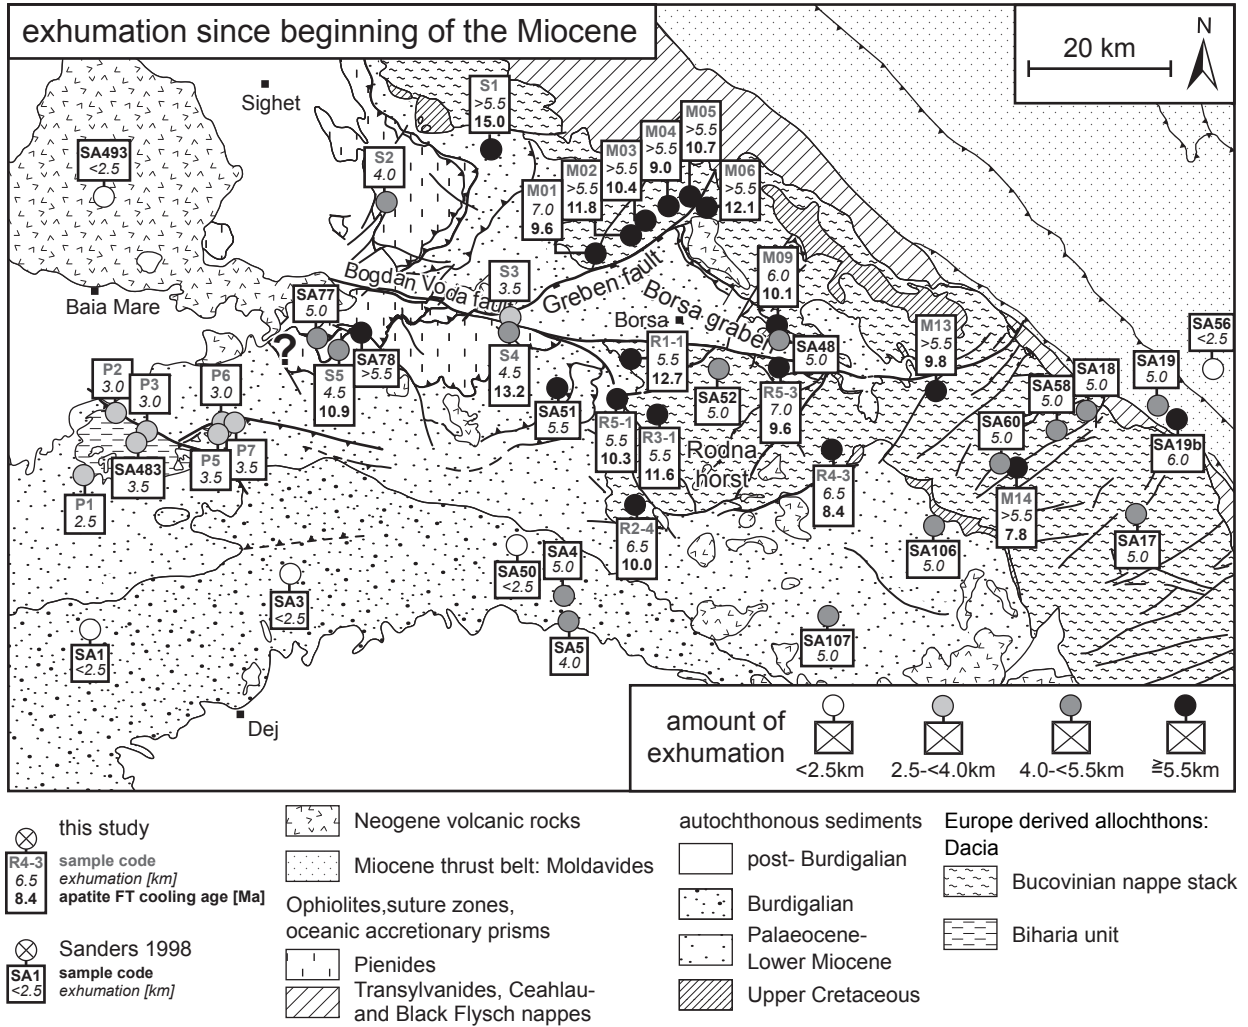 exhumation since beginning of the Miocene
20 km
N
Sighet
S1
>5.5
15.0
M05
>5.5
10.7
M04
>5.5
9.0
M03
>5.5
10.4
M02
>5.5
11.8
M01
7.0
9.6
M06
>5.5
12.1
SA493
<2.5
S2
4.0
Bogdan Voda fault
S3
3.5
Greben fault
M09
6.0
10.1
Baia Mare
SA77
5.0
Borsa
Borsa graben
SA56
<2.5
M13
>5.5
9.8
?
S5
4.5
10.9
SA78
>5.5
S4
4.5
13.2
R1-1
5.5
12.7
SA48
5.0
SA52
5.0
R5-3
7.0
9.6
SA51
5.5
SA58
5.0
SA18
5.0
SA19
5.0
SA19b
6.0
P2
3.0
P3
3.0
P6
3.0
SA483
3.5
P5
3.5
P7
3.5
P1
2.5
R5-1
5.5
10.3
R3-1
5.5
11.6
Rodna
horst
R4-3
6.5
8.4
SA60
5.0
M14
>5.5
7.8
SA17
5.0
SA106
5.0
R2-4
6.5
10.0
SA50
<2.5
SA4
5.0
SA5
4.0
SA107
5.0
SA3
<2.5
SA1
<2.5
Dej
amount of
exhumation
<2.5km
2.5-<4.0km
4.0-<5.5km
≧5.5km
this study
R4-3
6.5
8.4
sample code
exhumation [km]
apatite FT cooling age [Ma]
Sanders 1998
SA1
<2.5
sample code
exhumation [km]
Neogene volcanic rocks
Miocene thrust belt: Moldavides
Ophiolites,suture zones,
oceanic accretionary prisms
Pienides
Transylvanides, Ceahlau-
and Black Flysch nappes
autochthonous sediments
post- Burdigalian
Burdigalian
Palaeocene-
Lower Miocene
Upper Cretaceous
Europe derived allochthons:
Dacia
Bucovinian nappe stack
Biharia unit